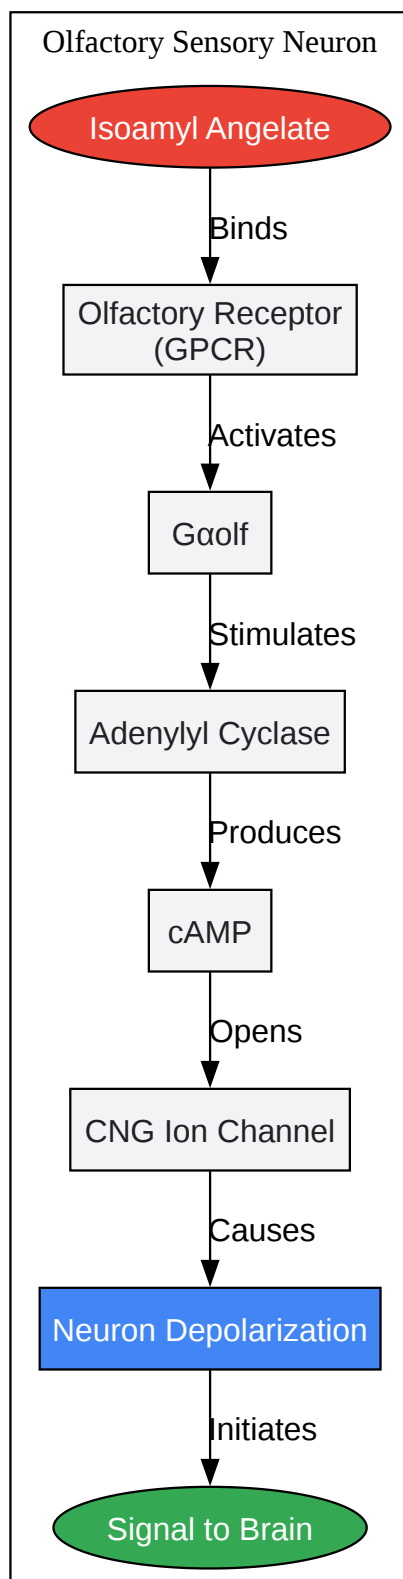 Olfactory Sensory Neuron
Isoamyl Angelate
Binds
Olfactory Receptor
(GPCR)
Activates
Gαolf
Stimulates
Adenylyl Cyclase
Produces
cAMP
Opens
CNG Ion Channel
Causes
Neuron Depolarization
Initiates
Signal to Brain